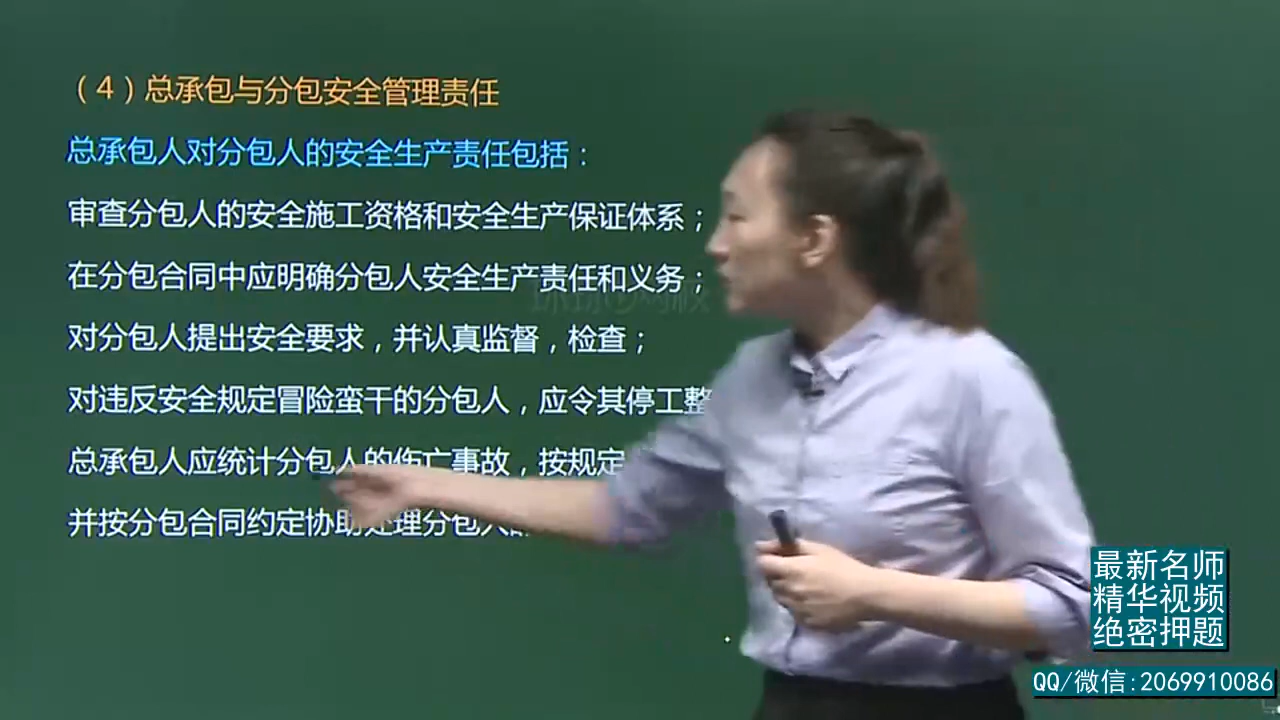 （4）总承包与分包安全管理责任
总承包人对分包人的安全生产责任包括：
审查分包人的安全施工资格和安全生产保证体系；
在分包合同中应明确分包人安全生产责任和义务；
对分包人提出安全要求，并认真监督，检查；
对违反安全规定冒险蛮干的分包人，应令其停工整
总承包人应统计分包人的伤亡事故，按规定
并按分包合同约定协助处理分包人
最新名师
精华视频
绝密押题
QQ/微信:2069910086